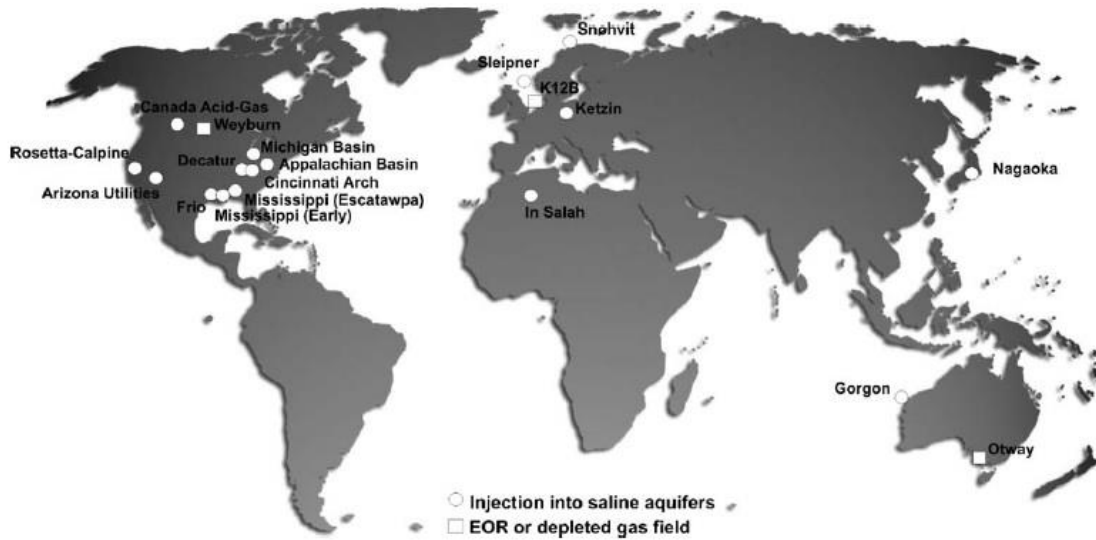 Snøhvit
Sleipner
K12B
Canada Acid-Gas
Weyburn
Ketzin
Michigan Basin
Rosetta-Calpine
Decatur
Appalachian Basin
Nagaoka
Cincinnati Arch
Arizona Utilities
Mississippi (Escatawpa)
Frio
In Salah
Mississippi (Early)
Gorgon
Otway
Injection into saline aquifers
EOR or depleted gas field